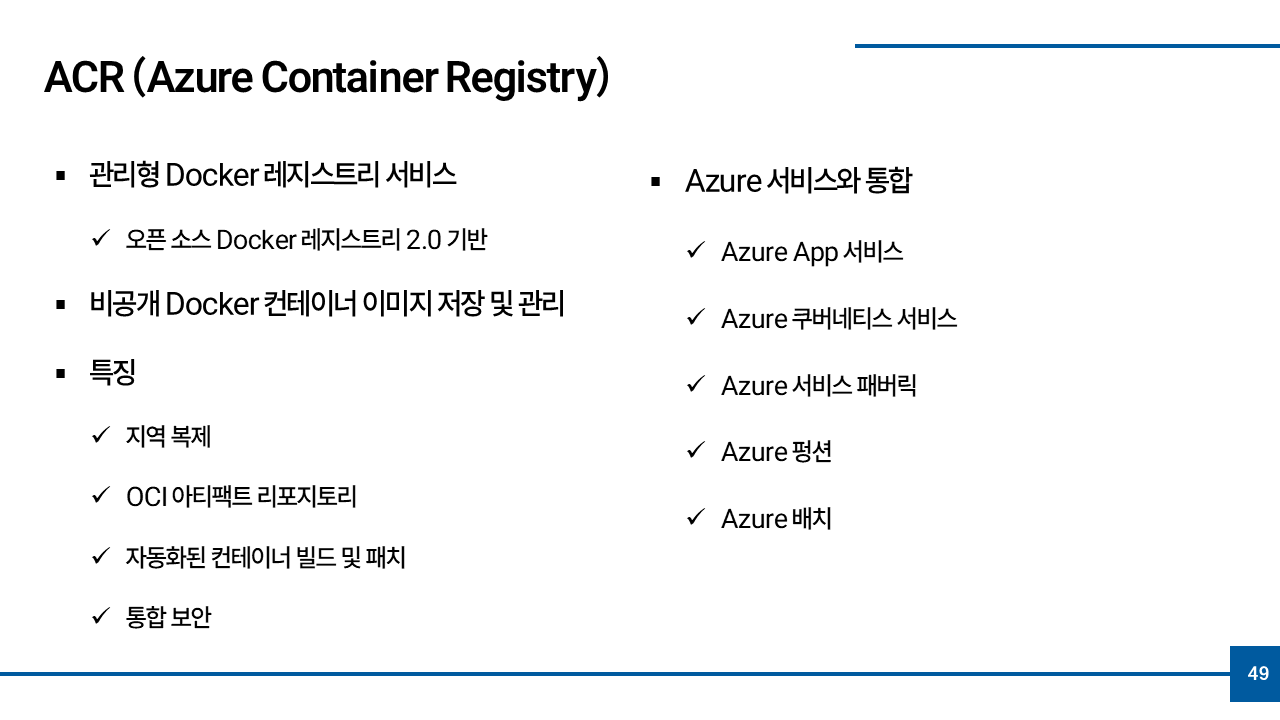 ACR (Azure Container Registry)
▪ 관리형 Docker 레지스트리 서비스
✓ 오픈 소스 Docker 레지스트리 2.0 기반
▪ 비공개 Docker 컨테이너 이미지 저장 및 관리
▪ 특징
✓ 지역 복제
✓ OCI 아티팩트 리포지토리
✓ 자동화된 컨테이너 빌드 및 패치
✓ 통합 보안
▪ Azure 서비스와 통합
✓ Azure App 서비스
✓ Azure 쿠버네티스 서비스
✓ Azure 서비스 패버릭
✓ Azure 펑션
✓ Azure 배치
49